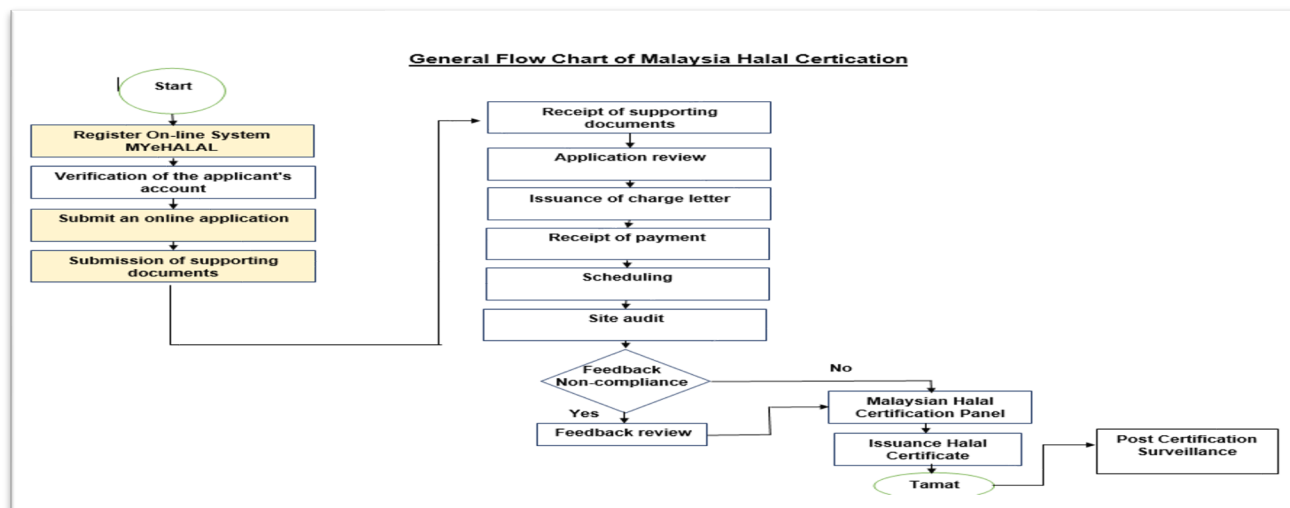 General Flow Chart of Malaysia Halal Certication
Start
Register On-line System
MYeHALAL
Verification of the applicant's
account
Submit an online application
Submission of supporting
documents
Receipt of supporting
documents
Application review
Issuance of charge letter
Receipt of payment
Scheduling
Site audit
Feedback
Non-compliance
No
Yes
Feedback review
Malaysian Halal
Certification Panel
Issuance Halal
Certificate
Tamat
Post Certification
Surveillance